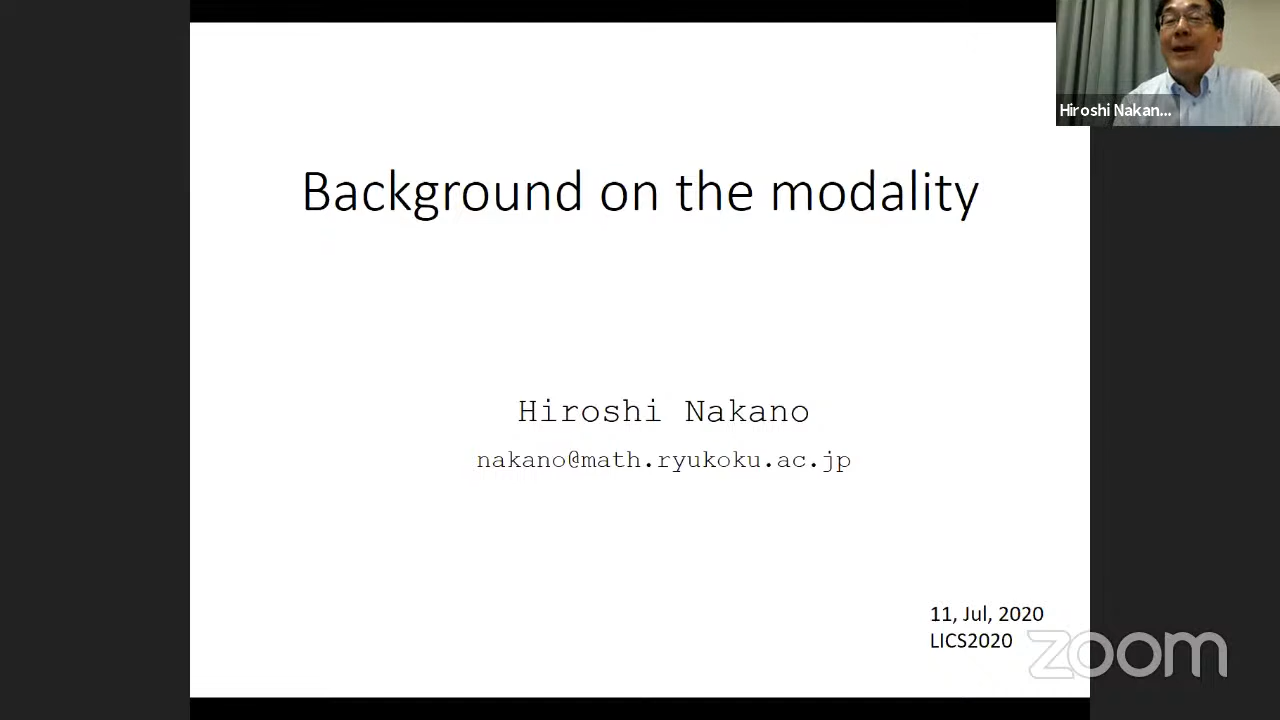 Hiroshi Nakan...
Background on the modality
Hiroshi Nakano
nakano@math.ryukoku.ac.jp
11, Jul, 2020
LICS2020
zoom